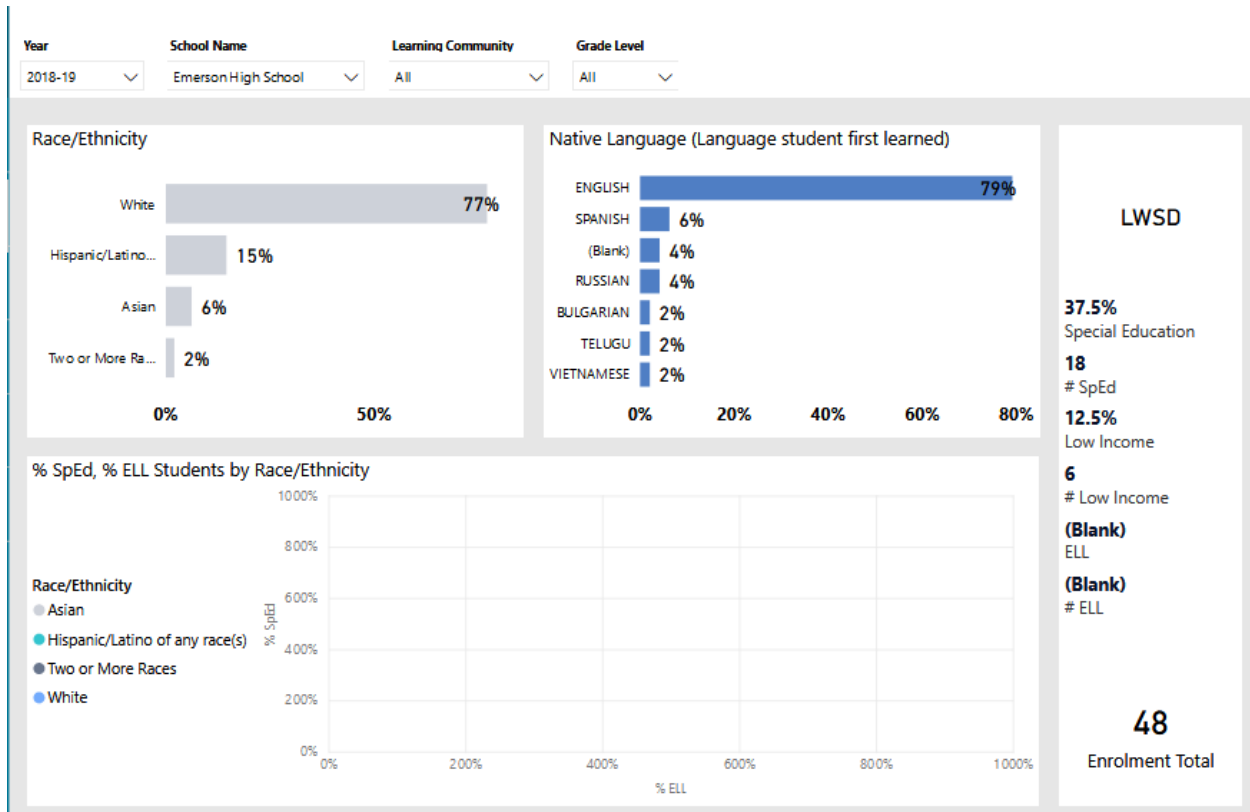 Year School Name Learning Community Grade Level
2018-19 Emerson High School All All
Race/Ethnicity
White 77%
Hispanic/Latino... 15%
Asian 6%
Two or More Ra... 2%
0% 50%
Native Language (Language student first learned)
ENGLISH 79%
SPANISH 6%
(Blank) 4%
RUSSIAN 4%
BULGARIAN 2%
TELUGU 2%
VIETNAMESE 2%
0% 20% 40% 60% 80%
LWSD
37.5%
Special Education
18
# SpEd
12.5%
Low Income
6
# Low Income
(Blank)
ELL
(Blank)
# ELL
48
Enrolment Total
% SpEd, % ELL Students by Race/Ethnicity
Race/Ethnicity
Asian
Hispanic/Latino of any race(s)
Two or More Races
White
% SpEd
1000%
800%
600%
400%
200%
0%
0% 200% 400% 600% 800% 1000%
% ELL